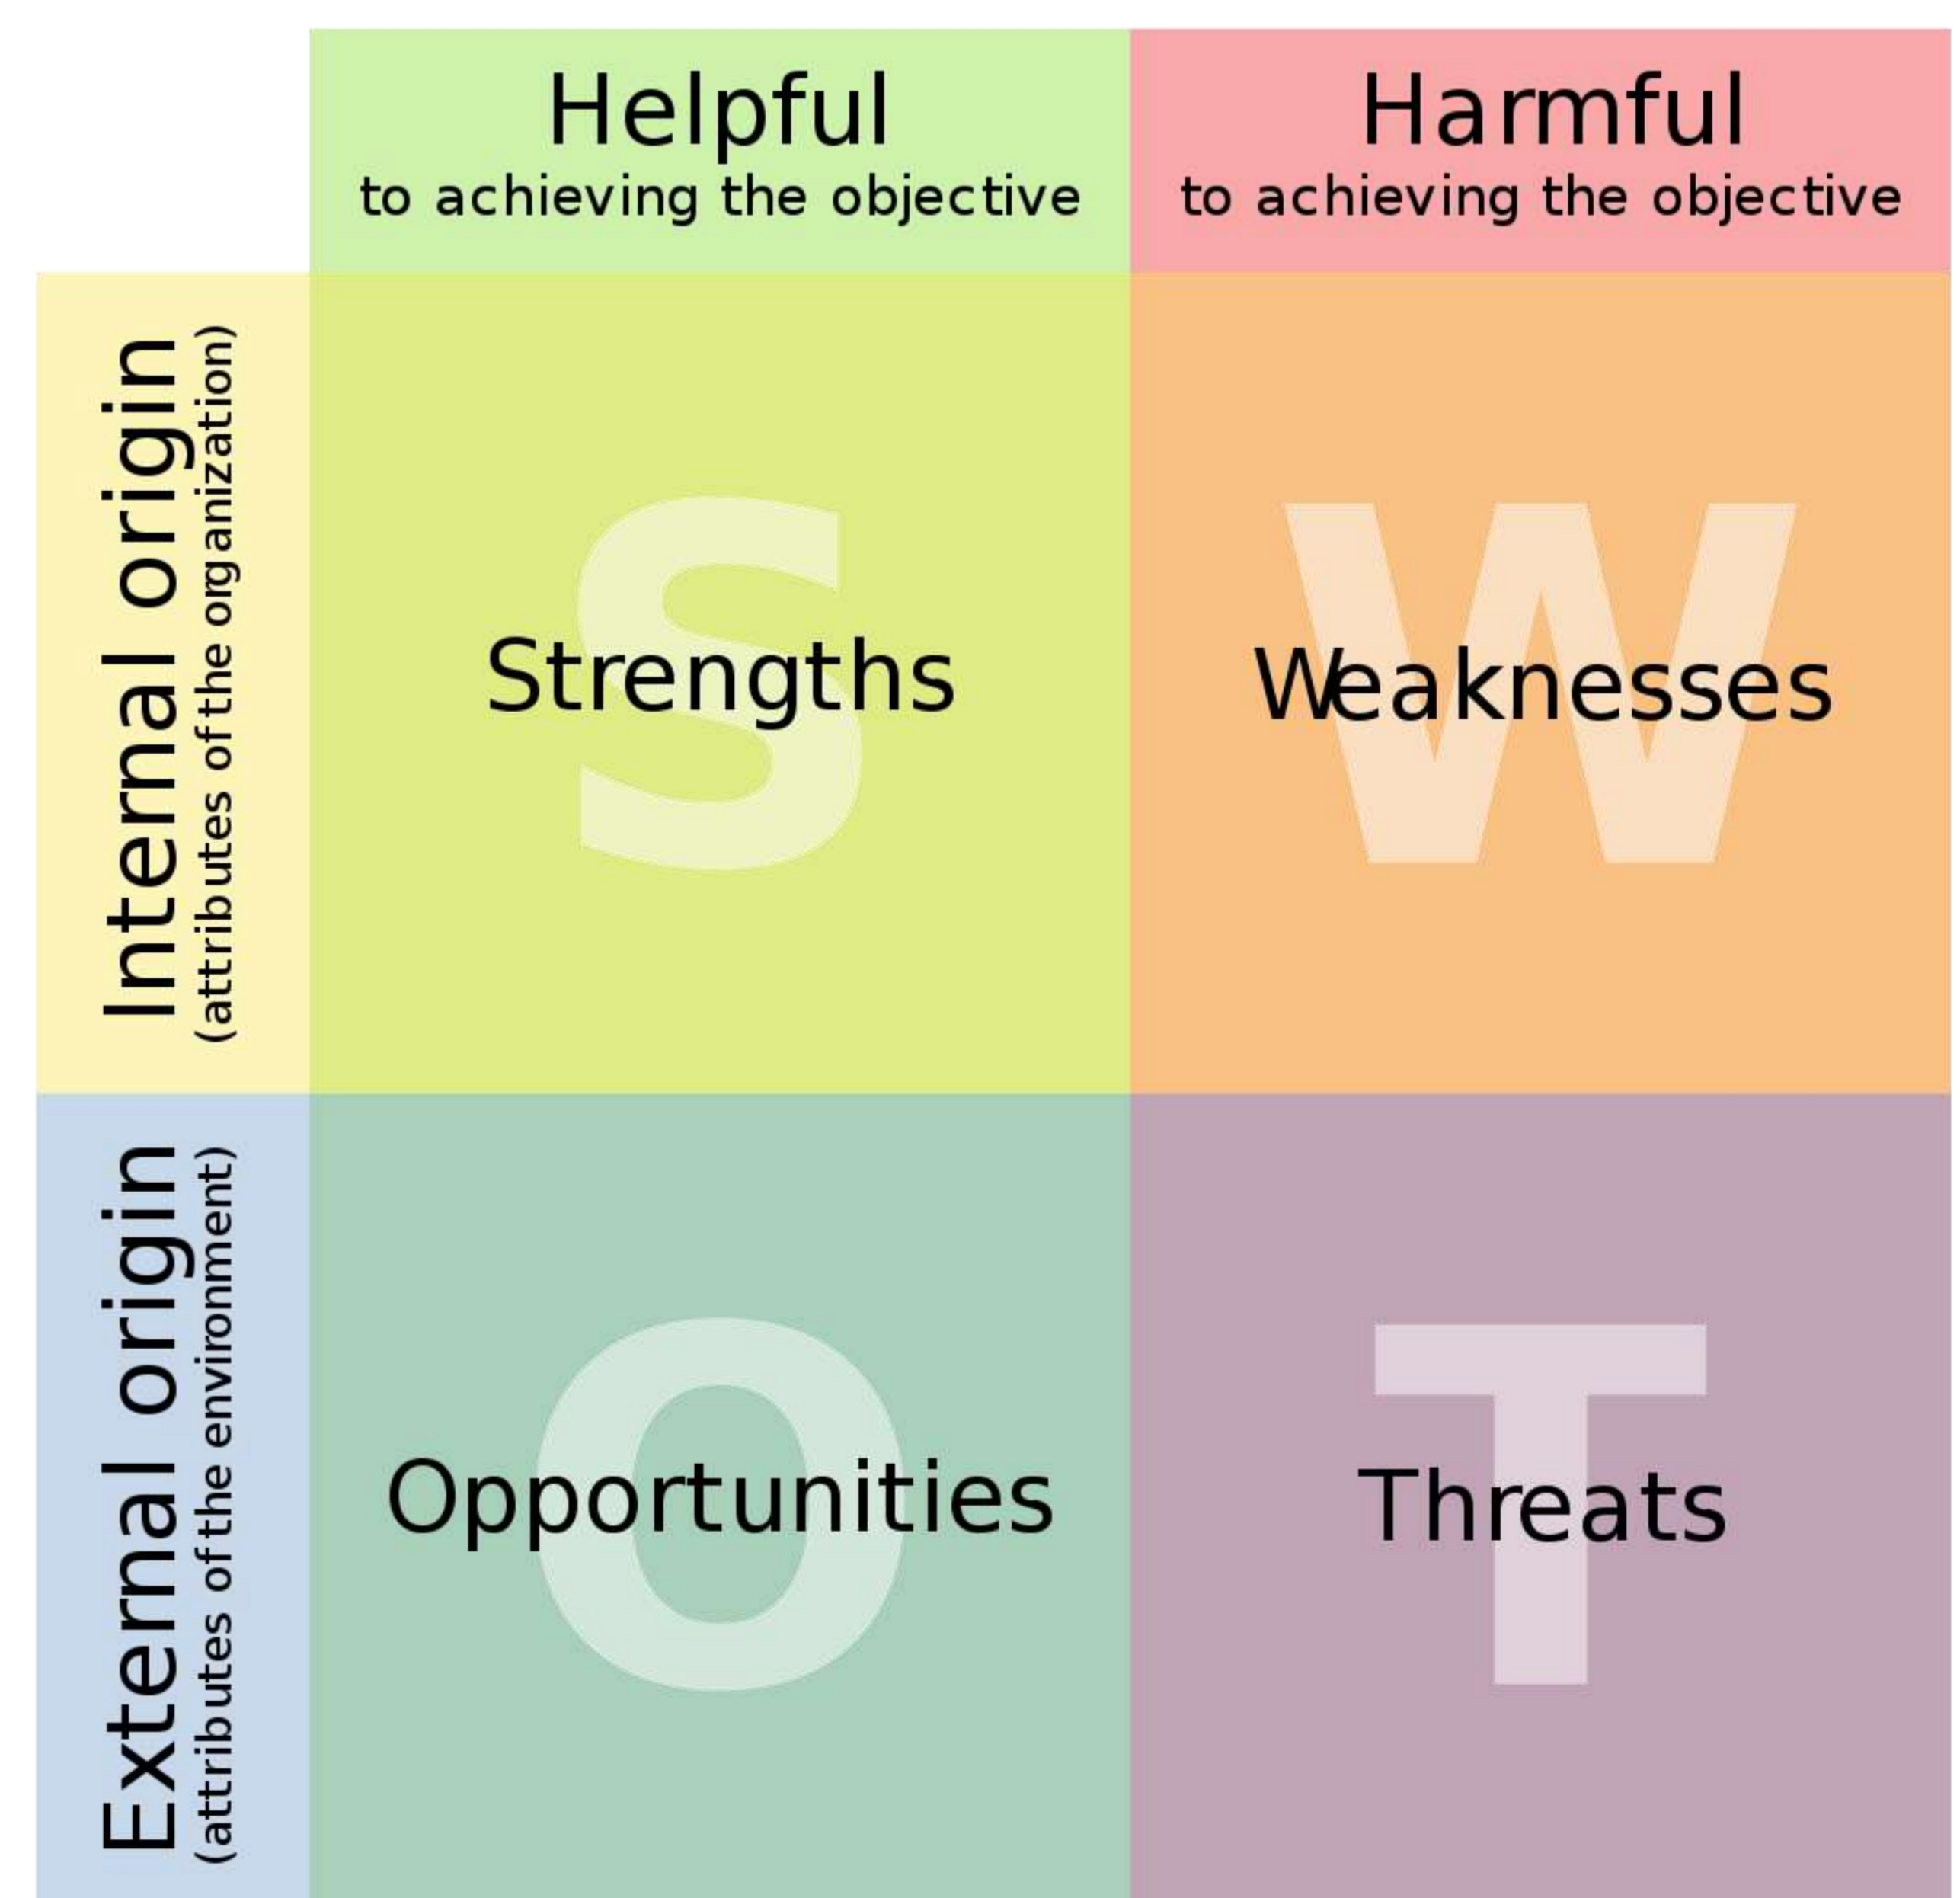 Helpful
to achieving the objective
Harmful
to achieving the objective
Internal origin
(attributes of the organization)
S
Strengths
W
Weaknesses
External origin
(attributes of the environment)
O
Opportunities
T
Threats